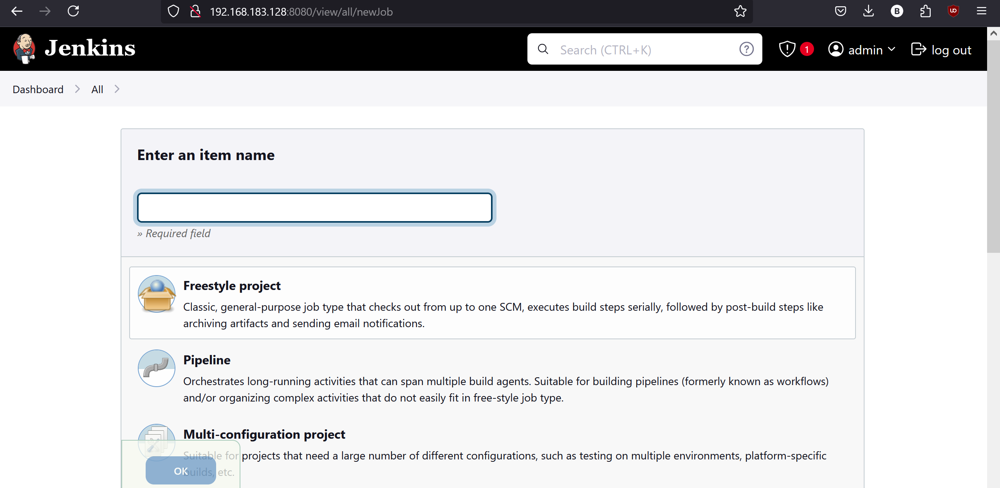 192.168.183.128:8080/view/all/newJob
B
Jenkins
Search (CTRL+K)
?
1
admin
log out
Dashboard
All
Enter an item name
» Required field
Freestyle project
Classic, general-purpose job type that checks out from up to one SCM, executes build steps serially, followed by post-build steps like
archiving artifacts and sending email notifications.
Pipeline
Orchestrates long-running activities that can span multiple build agents. Suitable for building pipelines (formerly known as workflows)
and/or organizing complex activities that do not easily fit in free-style job type.
Multi-configuration project
Suitable for projects that need a large number of different configurations, such as testing on multiple environments, platform-specific
builds, etc.
OK